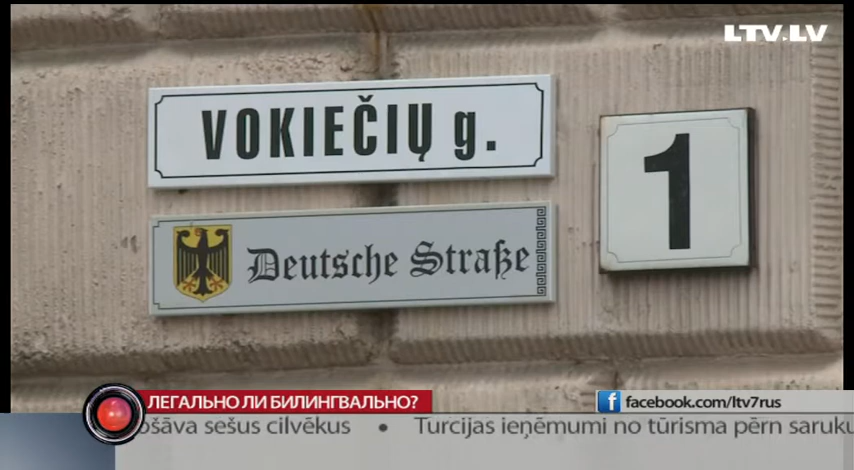 LTV.LV
VOKIEČIŲ g.
1
Deutsche Straße
ЛЕГАЛЬНО ЛИ БИЛИНГВАЛЬНО?
f facebook.com/ltv7rus
sešus cilvēkus • Turcijas ieņēmumi no tūrisma pērn